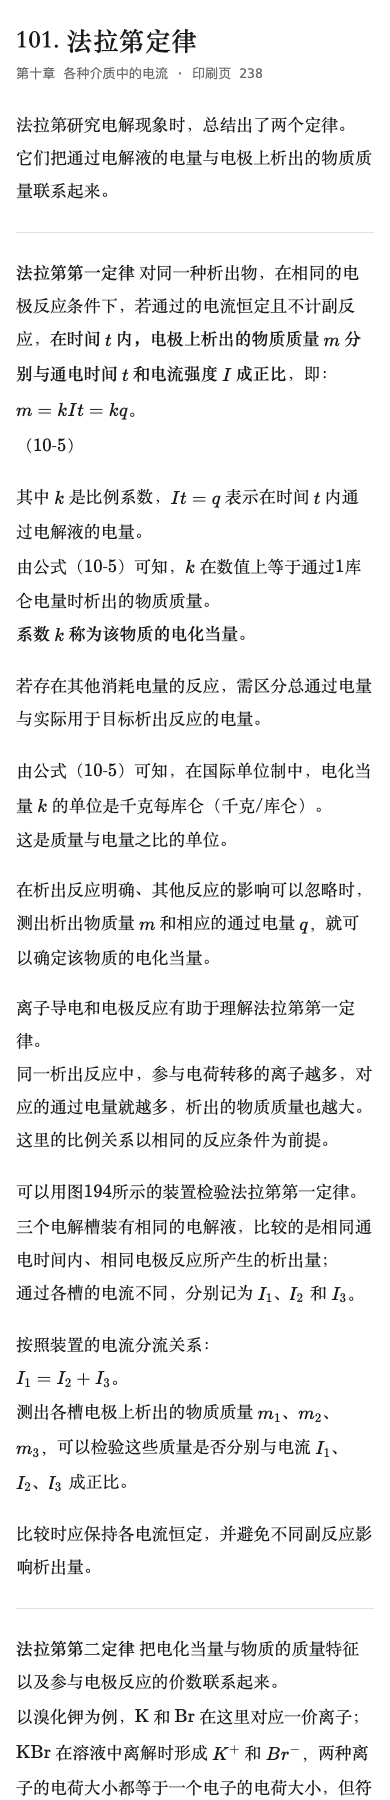 101. 法拉第定律
第十章 各种介质中的电流 · 印刷页 238
法拉第研究电解现象时，总结出了两个定律。
它们把通过电解液的电量与电极上析出的物质质
量联系起来。
法拉第第一定律 对同一种析出物，在相同的电
极反应条件下，若通过的电流恒定且不计副反
应，在时间 t 内，电极上析出的物质质量 m 分
别与通电时间 t 和电流强度 I 成正比，即：
m = kIt = kq。
（10-5）
其中 k 是比例系数，It = q 表示在时间 t 内通
过电解液的电量。
由公式（10-5）可知，k 在数值上等于通过1库
仑电量时析出的物质质量。
系数 k 称为该物质的电化当量。
若存在其他消耗电量的反应，需区分总通过电量
与实际用于目标析出反应的电量。
由公式（10-5）可知，在国际单位制中，电化当
量 k 的单位是千克每库仑（千克/库仑）。
这是质量与电量之比的单位。
在析出反应明确、其他反应的影响可以忽略时，
测出析出物质量 m 和相应的通过电量 q，就可
以确定该物质的电化当量。
离子导电和电极反应有助于理解法拉第第一定
律。
同一析出反应中，参与电荷转移的离子越多，对
应的通过电量就越多，析出的物质质量也越大。
这里的比例关系以相同的反应条件为前提。
可以用图194所示的装置检验法拉第第一定律。
三个电解槽装有相同的电解液，比较的是相同通
电时间内、相同电极反应所产生的析出量；
通过各槽的电流不同，分别记为 I₁、I₂ 和 I₃。
按照装置的电流分流关系：
I₁ = I₂ + I₃。
测出各槽电极上析出的物质质量 m₁、m₂、
m₃，可以检验这些质量是否分别与电流 I₁、
I₂、I₃ 成正比。
比较时应保持各电流恒定，并避免不同副反应影
响析出量。
法拉第第二定律 把电化当量与物质的质量特征
以及参与电极反应的价数联系起来。
以溴化钾为例，K 和 Br 在这里对应一价离子；
KBr 在溶液中离解时形成 K⁺ 和 Br⁻，两种离
子的电荷大小都等于一个电子的电荷大小，但符